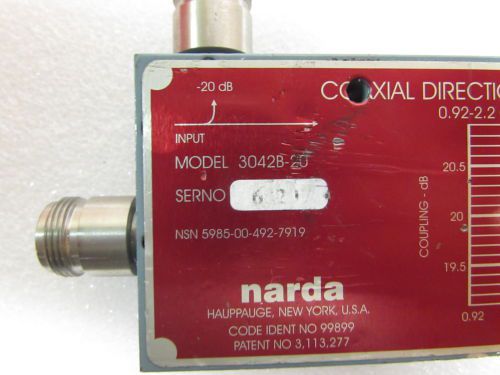 -20 dB
COAXIAL DIRECTIO
0.92-2.2
INPUT
MODEL 3042B-20
SERNO
NSN 5985-00-492-7919
COUPLING - dB
20.5
20
19.5
0.92
narda
HAUPPAUGE, NEW YORK, U.S.A.
CODE IDENT NO 99899
PATENT NO 3,113,277